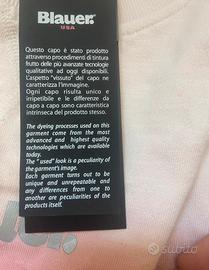 Blauer®
USA
Questo capo è stato prodotto
attraverso procedimenti di tintura
frutto delle più avanzate tecnologie
qualitative ad oggi disponibili.
L'aspetto "vissuto" del capo ne
caratterizza l'immagine.
Ogni capo risulta unico e
irripetibile e le differenze da
capo a capo sono caratteristica
intrinseca del prodotto stesso.
The dyeing processes used on this
garment come from the most
advanced and highest quality
technologies which are available
today.
The " used" look is a peculiarity of
the garment's image.
Each garment turns out to be
unique and unrepeatable and
any differences from one to
another are peculiarities of the
products itself.
subito